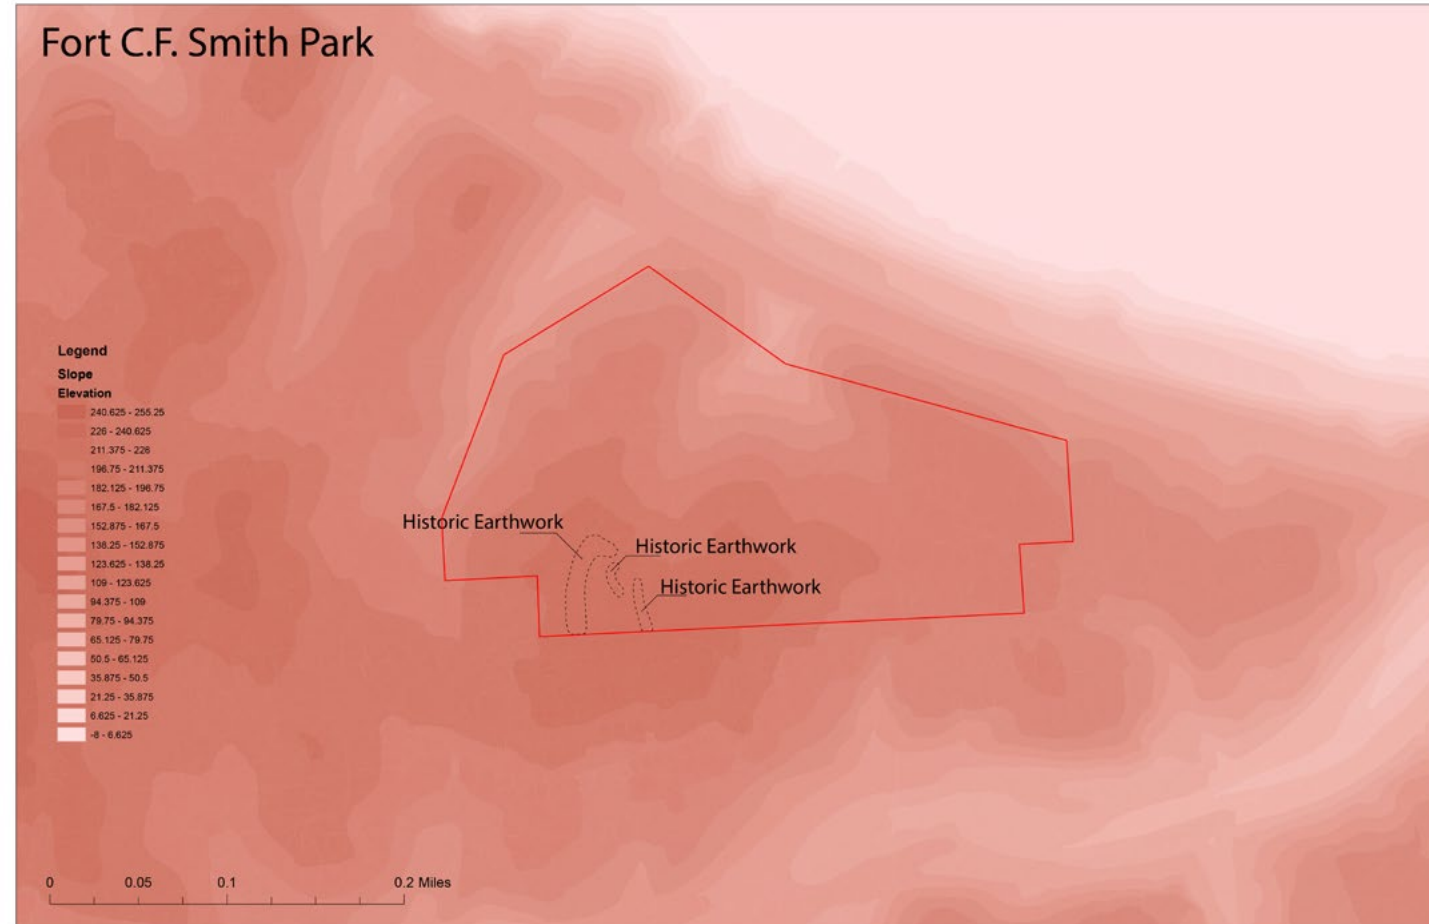 Fort C.F. Smith Park
Legend
Slope
Elevation
240.625 - 255.25
226 - 240.625
211.375 - 226
196.75 - 211.375
182.125 - 196.75
167.5 - 182.125
152.875 - 167.5
138.25 - 152.875
123.625 - 138.25
109 - 123.625
94.375 - 109
79.75 - 94.375
65.125 - 79.75
50.5 - 65.125
35.875 - 50.5
21.25 - 35.875
6.625 - 21.25
-8 - 6.625
Historic Earthwork
Historic Earthwork
Historic Earthwork
0 0.05 0.1 0.2 Miles